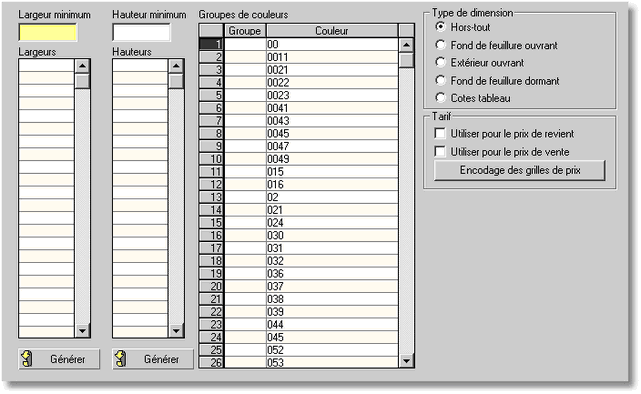 Largeur minimum
Hauteur minimum
Groupes de couleurs
Type de dimension
Largeurs
Hauteurs
Groupe Couleur
1 00
2 0011
3 0021
4 0022
5 0023
6 0041
7 0043
8 0045
9 0047
10 0049
11 015
12 016
13 02
14 021
15 024
16 030
17 031
18 032
19 036
20 037
21 038
22 039
23 044
24 045
25 052
26 053
Hors-tout
Fond de feuillure ouvrant
Extérieur ouvrant
Fond de feuillure dormant
Cotes tableau
Tarif
Utiliser pour le prix de revient
Utiliser pour le prix de vente
Encodage des grilles de prix
Générer
Générer